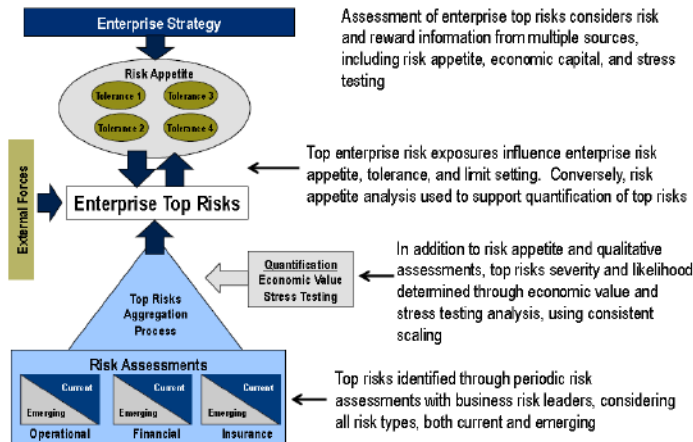 Enterprise Strategy
Assessment of enterprise top risks considers risk
and reward information from multiple sources,
including risk appetite, economic capital, and stress
testing
Risk Appetite
Tolerance 1
Tolerance 3
Tolerance 2
Tolerance 4
Top enterprise risk exposures influence enterprise risk
appetite, tolerance, and limit setting. Conversely, risk
appetite analysis used to support quantification of top risks
External Forces
Enterprise Top Risks
Quantification
Economic Value
Stress Testing
In addition to risk appetite and qualitative
assessments, top risks severity and likelihood
determined through economic value and
stress testing analysis, using consistent
scaling
Top Risks
Aggregation
Process
Risk Assessments
Current
Emerging
Operational
Current
Emerging
Financial
Current
Emerging
Insurance
Top risks identified through periodic risk
assessments with business risk leaders, considering
all risk types, both current and emerging